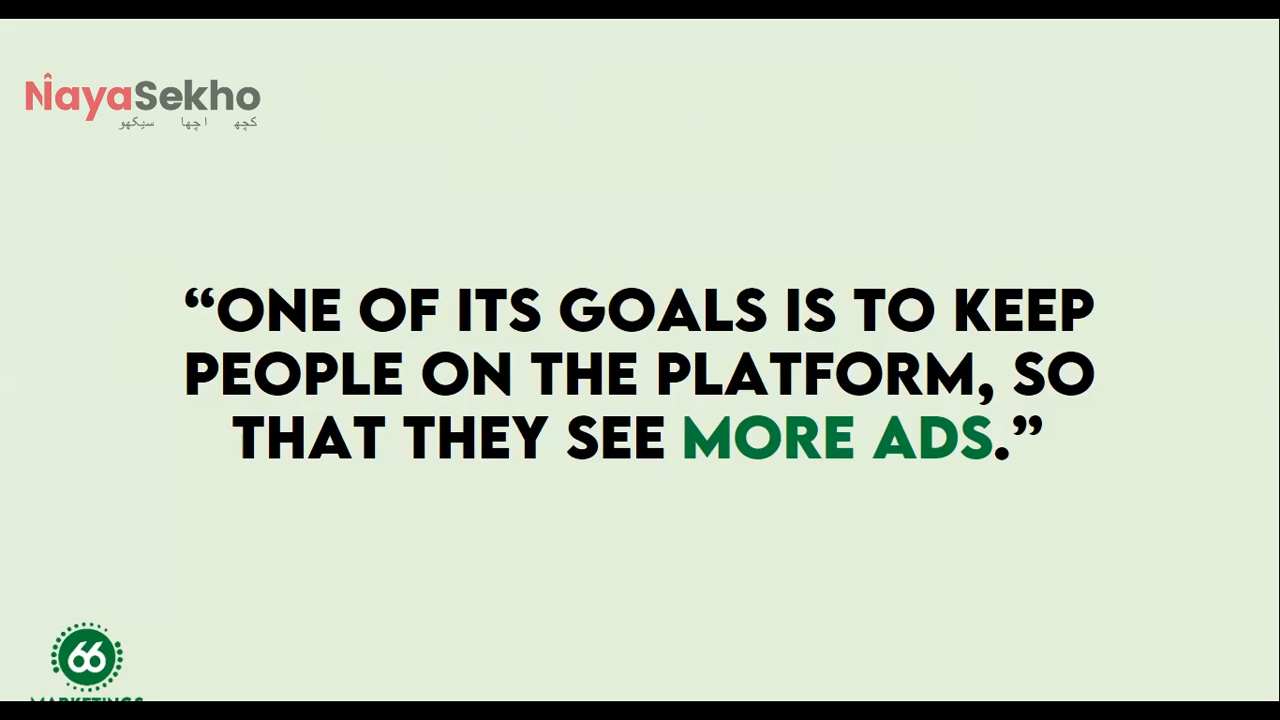 NayaSekho
کچھ اچھا سیکھو
“ONE OF ITS GOALS IS TO KEEP
PEOPLE ON THE PLATFORM, SO
THAT THEY SEE MORE ADS.”
66
MARKETINGS